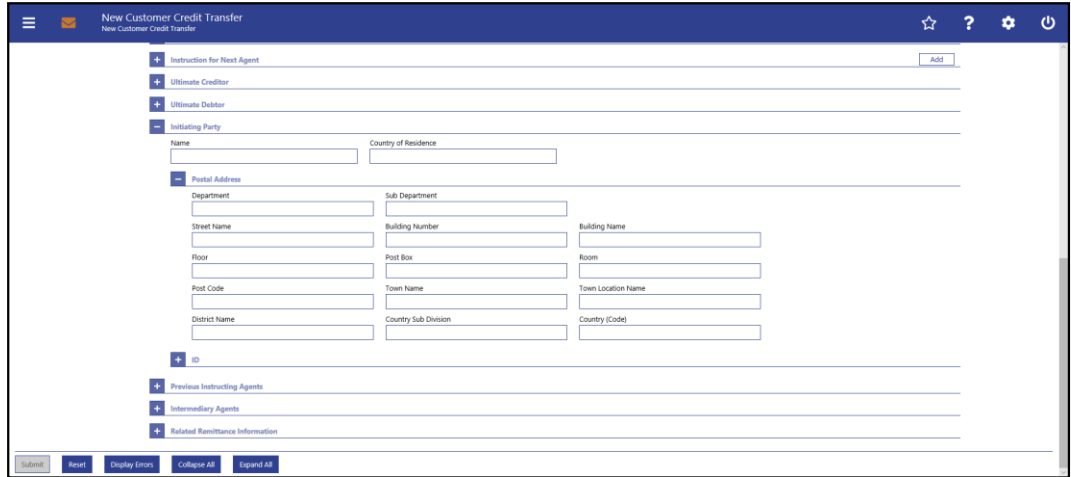 New Customer Credit Transfer
New Customer Credit Transfer
Instruction for Next Agent Add
Ultimate Creditor
Ultimate Debtor
Initiating Party
Name Country of Residence
Postal Address
Department Sub Department
Street Name Building Number Building Name
Floor Post Box Room
Post Code Town Name Town Location Name
District Name Country Sub Division Country (Code)
ID
Previous Instructing Agents
Intermediary Agents
Related Remittance Information
Submit Reset Display Errors Collapse All Expand All